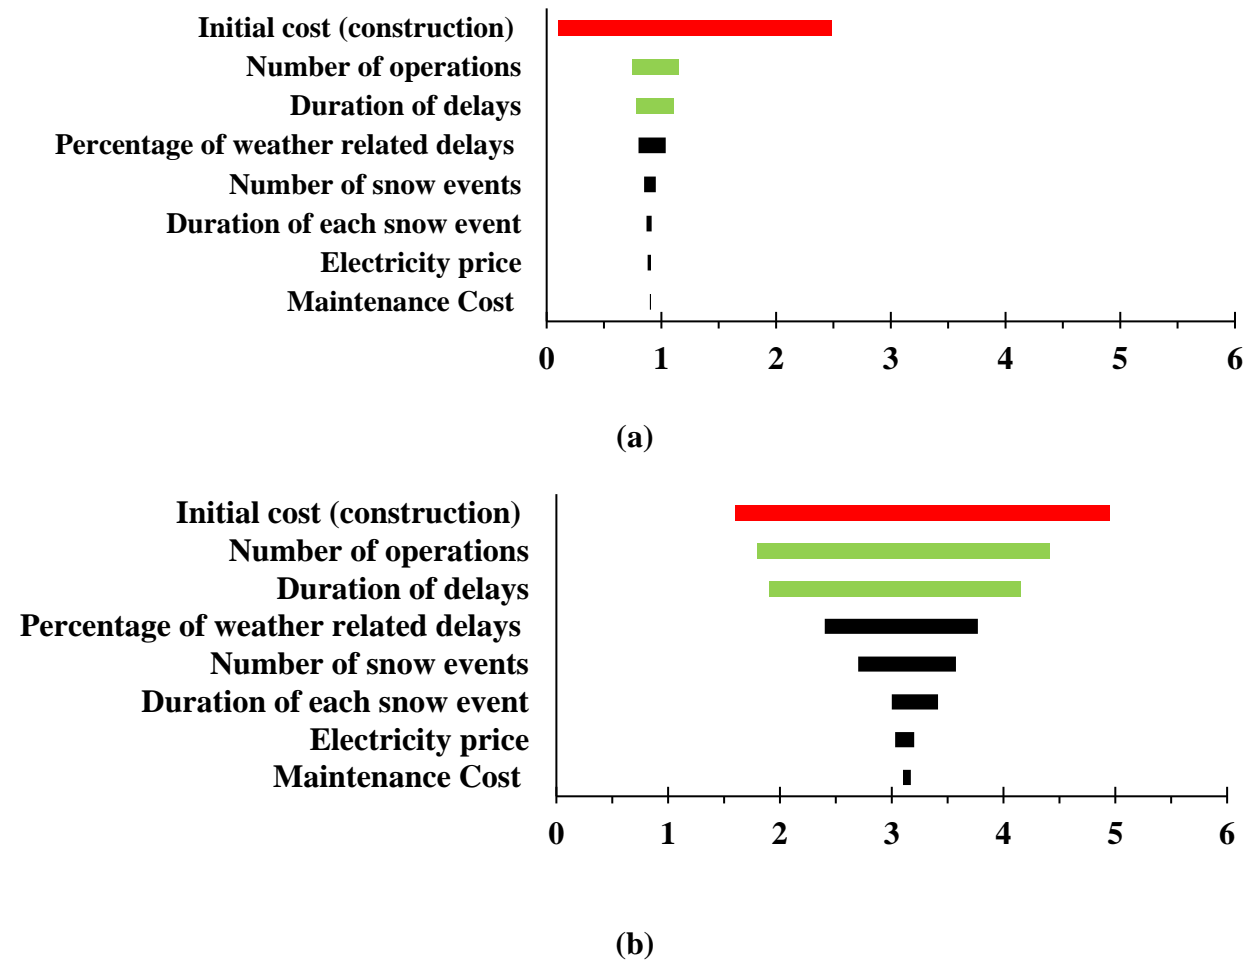 Initial cost (construction)
Number of operations
Duration of delays
Percentage of weather related delays
Number of snow events
Duration of each snow event
Electricity price
Maintenance Cost
0 1 2 3 4 5 6
(a)
Initial cost (construction)
Number of operations
Duration of delays
Percentage of weather related delays
Number of snow events
Duration of each snow event
Electricity price
Maintenance Cost
0 1 2 3 4 5 6
(b)